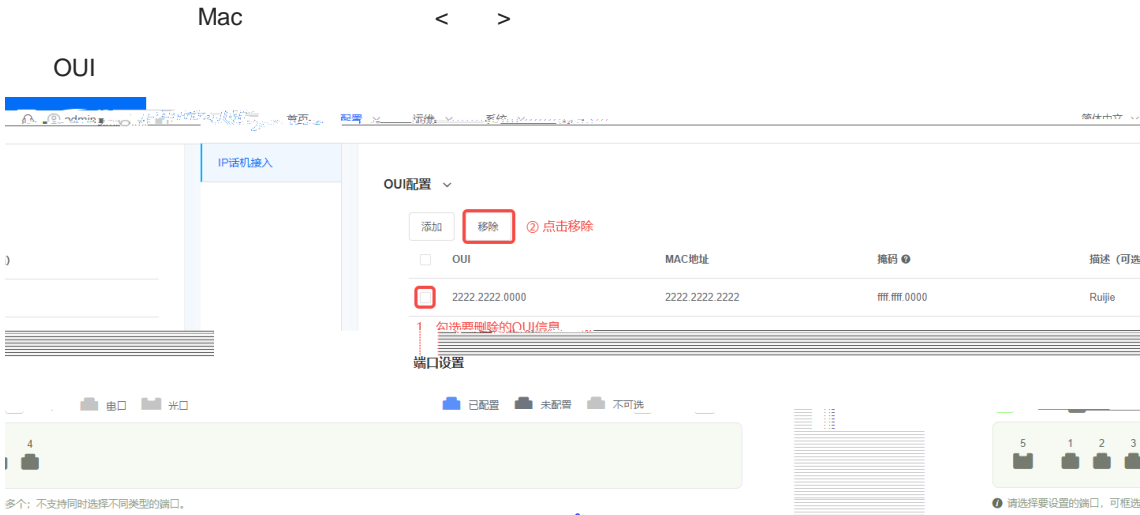 Mac < >
OUI
admin 首页 配置 运维 系统 简体中文
IP话机接入
OUI配置
添加 移除 ② 点击移除
OUI MAC地址 掩码 描述（可选
2222.2222.0000 2222.2222.2222 ffff.ffff.0000 Ruijie
1 勾选要删除的OUI信息
端口设置
电口 光口 已配置 未配置 不可选
4 5 1 2 3
多个；不支持同时选择不同类型的端口。 请选择要设置的端口，可框选